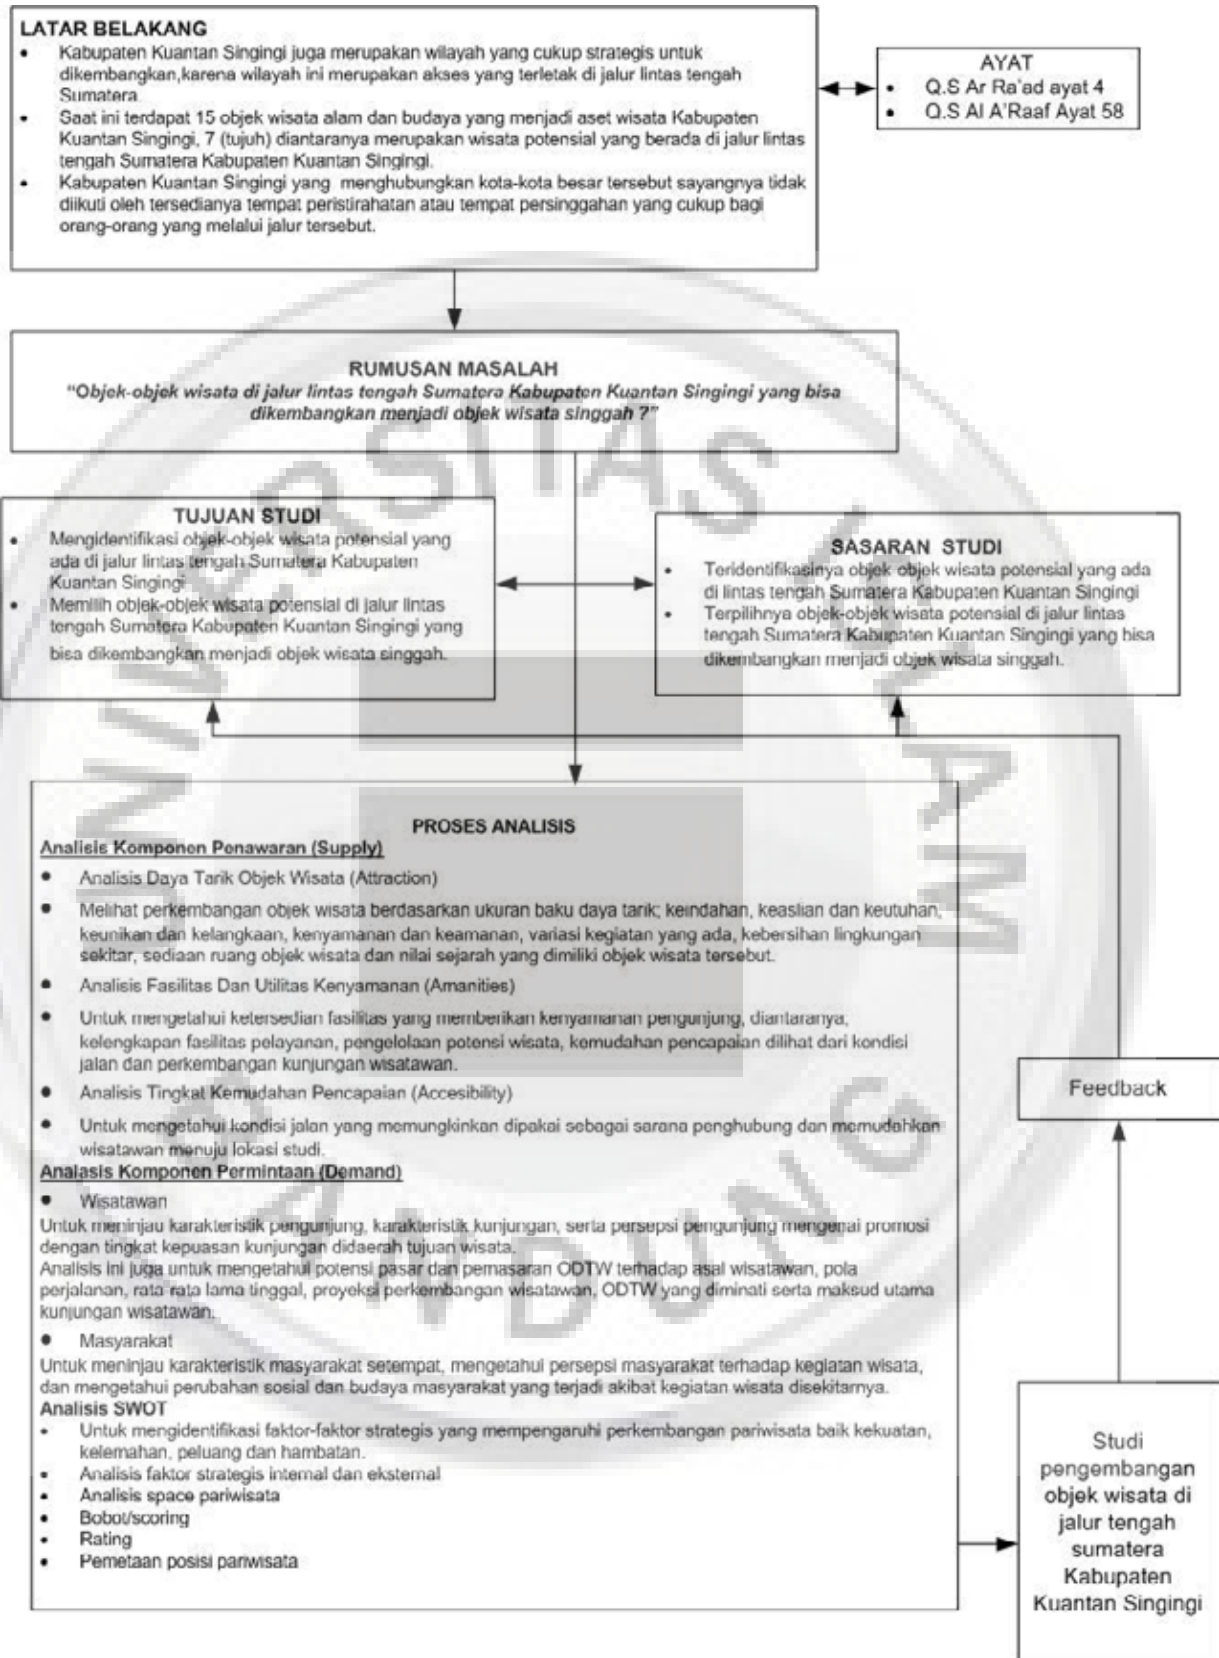 LATAR BELAKANG
• Kabupaten Kuantan Singingi juga merupakan wilayah yang cukup strategis untuk
dikembangkan,karena wilayah ini merupakan akses yang terletak di jalur lintas tengah
Sumatera.
• Saat ini terdapat 15 objek wisata alam dan budaya yang menjadi aset wisata Kabupaten
Kuantan Singingi, 7 (tujuh) diantaranya merupakan wisata potensial yang berada di jalur lintas
tengah Sumatera Kabupaten Kuantan Singingi.
• Kabupaten Kuantan Singingi yang menghubungkan kota-kota besar tersebut sayangnya tidak
diikuti oleh tersedianya tempat peristirahatan atau tempat persinggahan yang cukup bagi
orang-orang yang melalui jalur tersebut.
AYAT
• Q.S Ar Ra'ad ayat 4
• Q.S Al A'Raaf Ayat 58
RUMUSAN MASALAH
"Objek-objek wisata di jalur lintas tengah Sumatera Kabupaten Kuantan Singingi yang bisa
dikembangkan menjadi objek wisata singgah ?"
TUJUAN STUDI
• Mengidentifikasi objek-objek wisata potensial yang
ada di jalur lintas tengah Sumatera Kabupaten
Kuantan Singingi
• Memilih objek-objek wisata potensial di jalur lintas
tengah Sumatera Kabupaten Kuantan Singingi yang
bisa dikembangkan menjadi objek wisata singgah.
SASARAN STUDI
• Teridentifikasinya objek-objek wisata potensial yang ada
di lintas tengah Sumatera Kabupaten Kuantan Singingi
• Terpilihnya objek-objek wisata potensial di jalur lintas
tengah Sumatera Kabupaten Kuantan Singingi yang bisa
dikembangkan menjadi objek wisata singgah.
PROSES ANALISIS
Analisis Komponen Penawaran (Supply)
• Analisis Daya Tarik Objek Wisata (Attraction)
• Melihat perkembangan objek wisata berdasarkan ukuran baku daya tarik; keindahan, keaslian dan keutuhan,
keunikan dan kelangkaan, kenyamanan dan keamanan, variasi kegiatan yang ada, kebersihan lingkungan
sekitar, sediaan ruang objek wisata dan nilai sejarah yang dimiliki objek wisata tersebut.
• Analisis Fasilitas Dan Utilitas Kenyamanan (Amanities)
• Untuk mengetahui ketersedian fasilitas yang memberikan kenyamanan pengunjung, diantaranya;
kelengkapan fasilitas pelayanan, pengelolaan potensi wisata, kemudahan pencapaian dilihat dari kondisi
jalan dan perkembangan kunjungan wisatawan.
• Analisis Tingkat Kemudahan Pencapaian (Accesibility)
• Untuk mengetahui kondisi jalan yang memungkinkan dipakai sebagai sarana penghubung dan memudahkan
wisatawan menuju lokasi studi.
Analasis Komponen Permintaan (Demand)
• Wisatawan
Untuk meninjau karakteristik pengunjung, karakteristik kunjungan, serta persepsi pengunjung mengenai promosi
dengan tingkat kepuasan kunjungan didaerah tujuan wisata.
Analisis ini juga untuk mengetahui potensi pasar dan pemasaran ODTW terhadap asal wisatawan, pola
perjalanan, rata-rata lama tinggal, proyeksi perkembangan wisatawan, ODTW yang diminati serta maksud utama
kunjungan wisatawan.
• Masyarakat
Untuk meninjau karakteristik masyarakat setempat, mengetahui persepsi masyarakat terhadap kegiatan wisata,
dan mengetahui perubahan sosial dan budaya masyarakat yang terjadi akibat kegiatan wisata disekitarnya.
Analisis SWOT
• Untuk mengidentifikasi faktor-faktor strategis yang mempengaruhi perkembangan pariwisata baik kekuatan,
kelemahan, peluang dan hambatan.
• Analisis faktor strategis internal dan eksternal
• Analisis space pariwisata
• Bobot/scoring
• Rating
• Pemetaan posisi pariwisata
Feedback
Studi
pengembangan
objek wisata di
jalur tengah
sumatera
Kabupaten
Kuantan Singingi
UNIVERSITAS ISLAM
BANDUNG